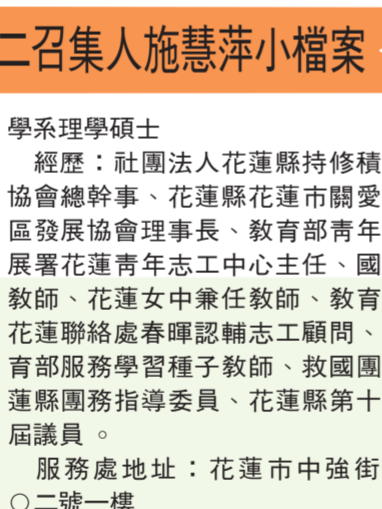 二召集人施慧萍小檔案
學系理學碩士
經歷：社團法人花蓮縣持修積
協會總幹事、花蓮縣花蓮市關愛
區發展協會理事長、教育部青年
展署花蓮青年志工中心主任、國
教師、花蓮女中兼任教師、教育
花蓮聯絡處春暉認輔志工顧問、
育部服務學習種子教師、救國團
蓮縣團務指導委員、花蓮縣第十
屆議員。
服務處地址：花蓮市中強街
○二號一樓